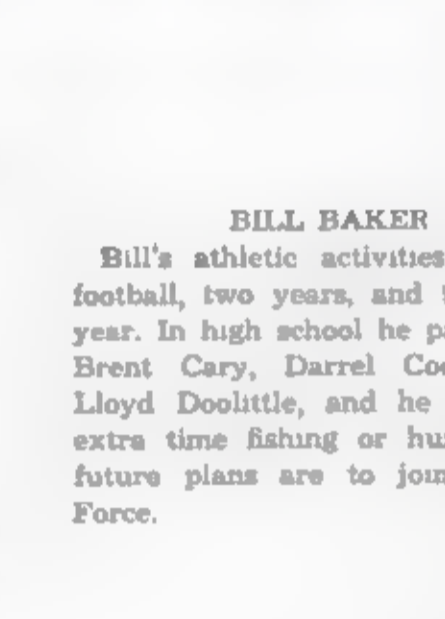 BILL BAKER
Bill's athletic activities
football, two years, and
year. In high school he
Brent Cary, Darrel
Lloyd Doolittle, and he
extra time fishing or
future plans are to
Force.